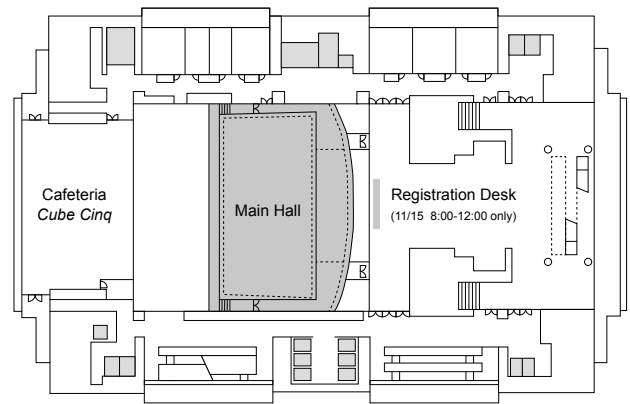 Cafeteria
Cube Cinq
Main Hall
Registration Desk
(11/15 8:00-12:00 only)